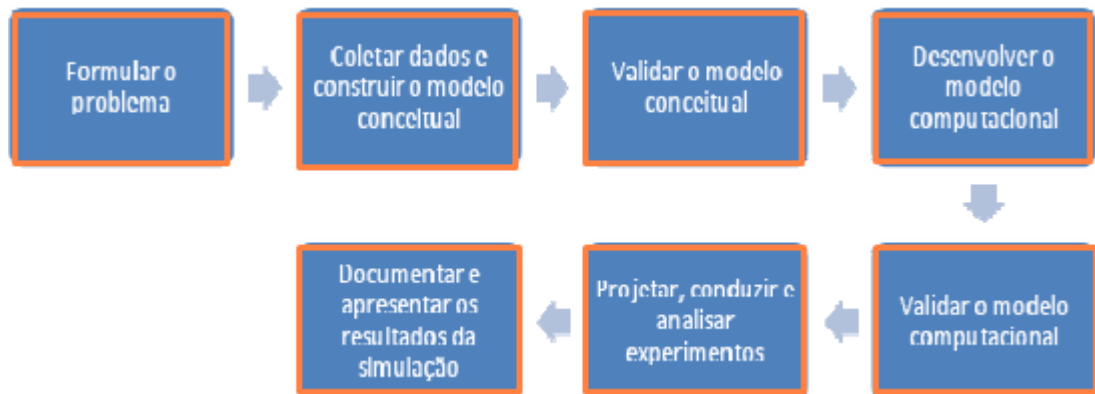 Formular o
problema
Coletar dados e
construir o modelo
conceitual
Validar o modelo
conceitual
Desenvolver o
modelo
computacional
Validar o modelo
computacional
Projetar, conduzir e
analisar
experimentos
Documentar e
apresentar os
resultados da
simulação